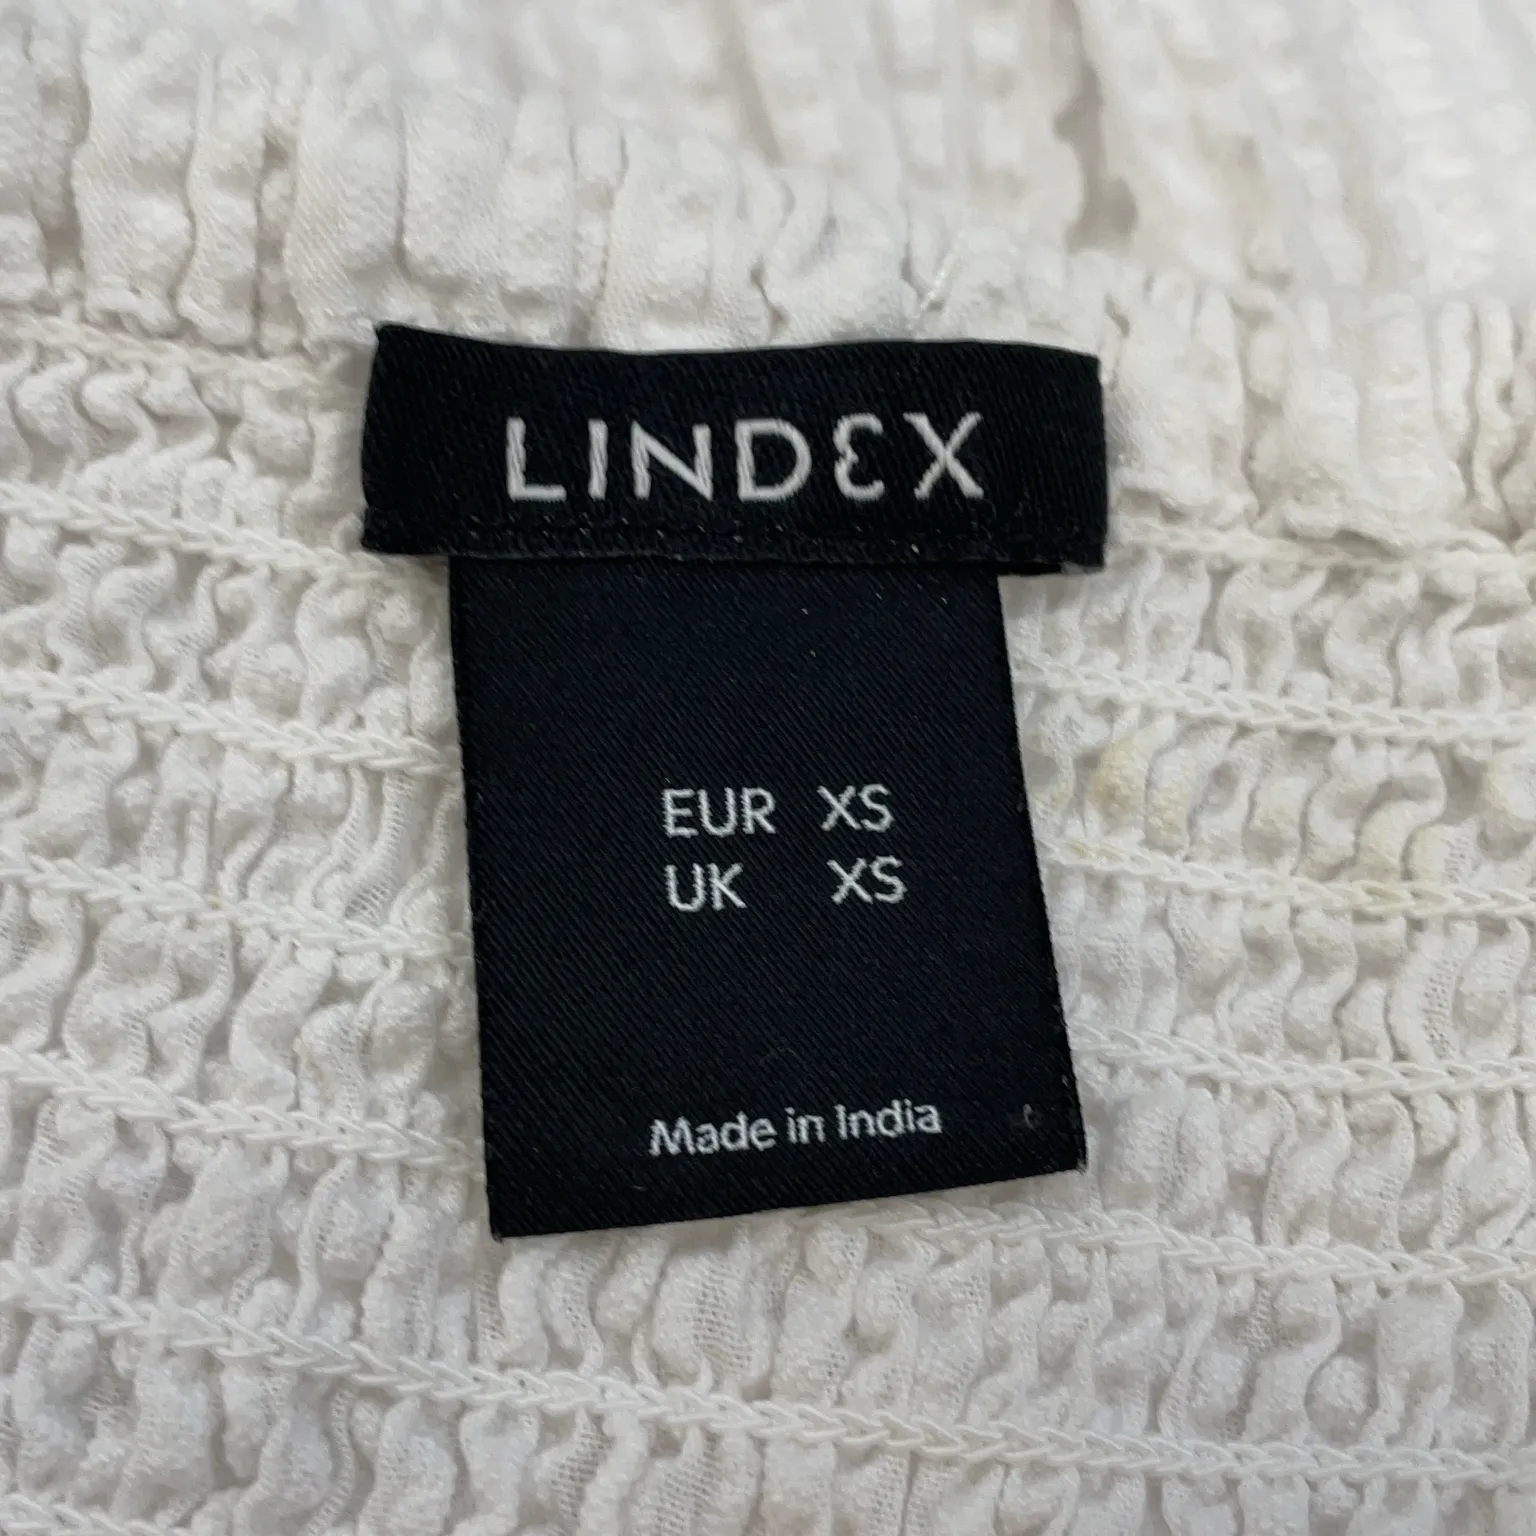 LINDEX
EUR XS
UK XS
Made in India